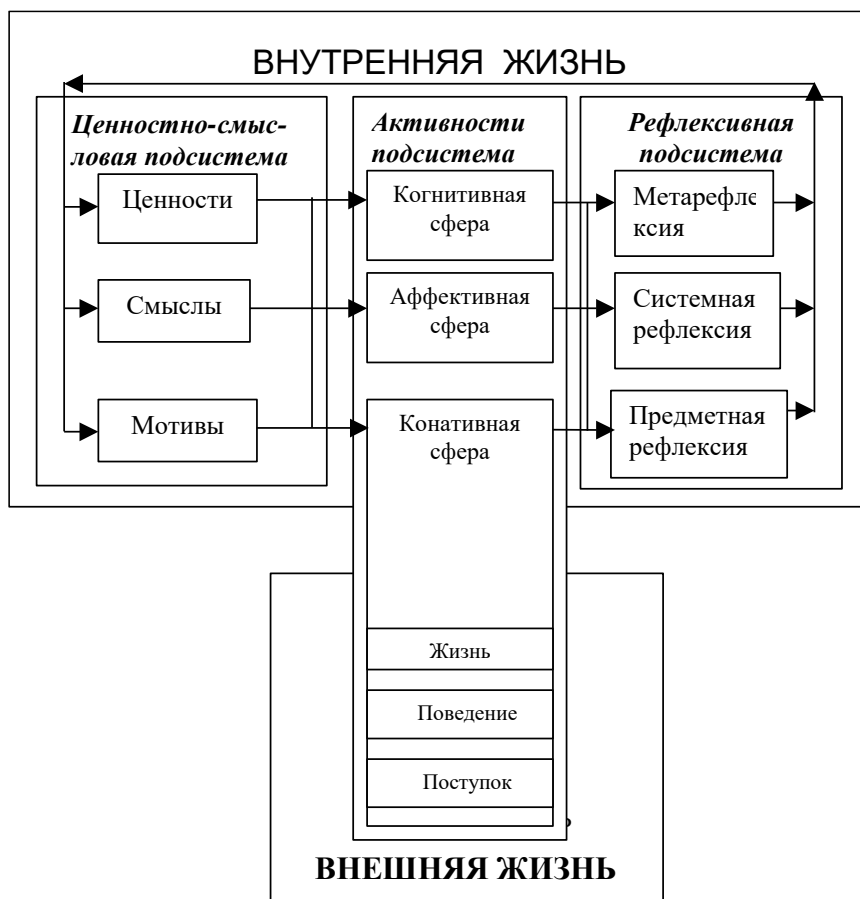 ВНУТРЕННЯЯ ЖИЗНЬ
Ценностно-смыс-
ловая подсистема
Ценности
Смыслы
Мотивы
Активности
подсистема
Когнитивная
сфера
Аффективная
сфера
Конативная
сфера
Жизнь
Поведение
Поступок
Рефлексивная
подсистема
Метарефле
ксия
Системная
рефлексия
Предметная
рефлексия
ВНЕШНЯЯ ЖИЗНЬ